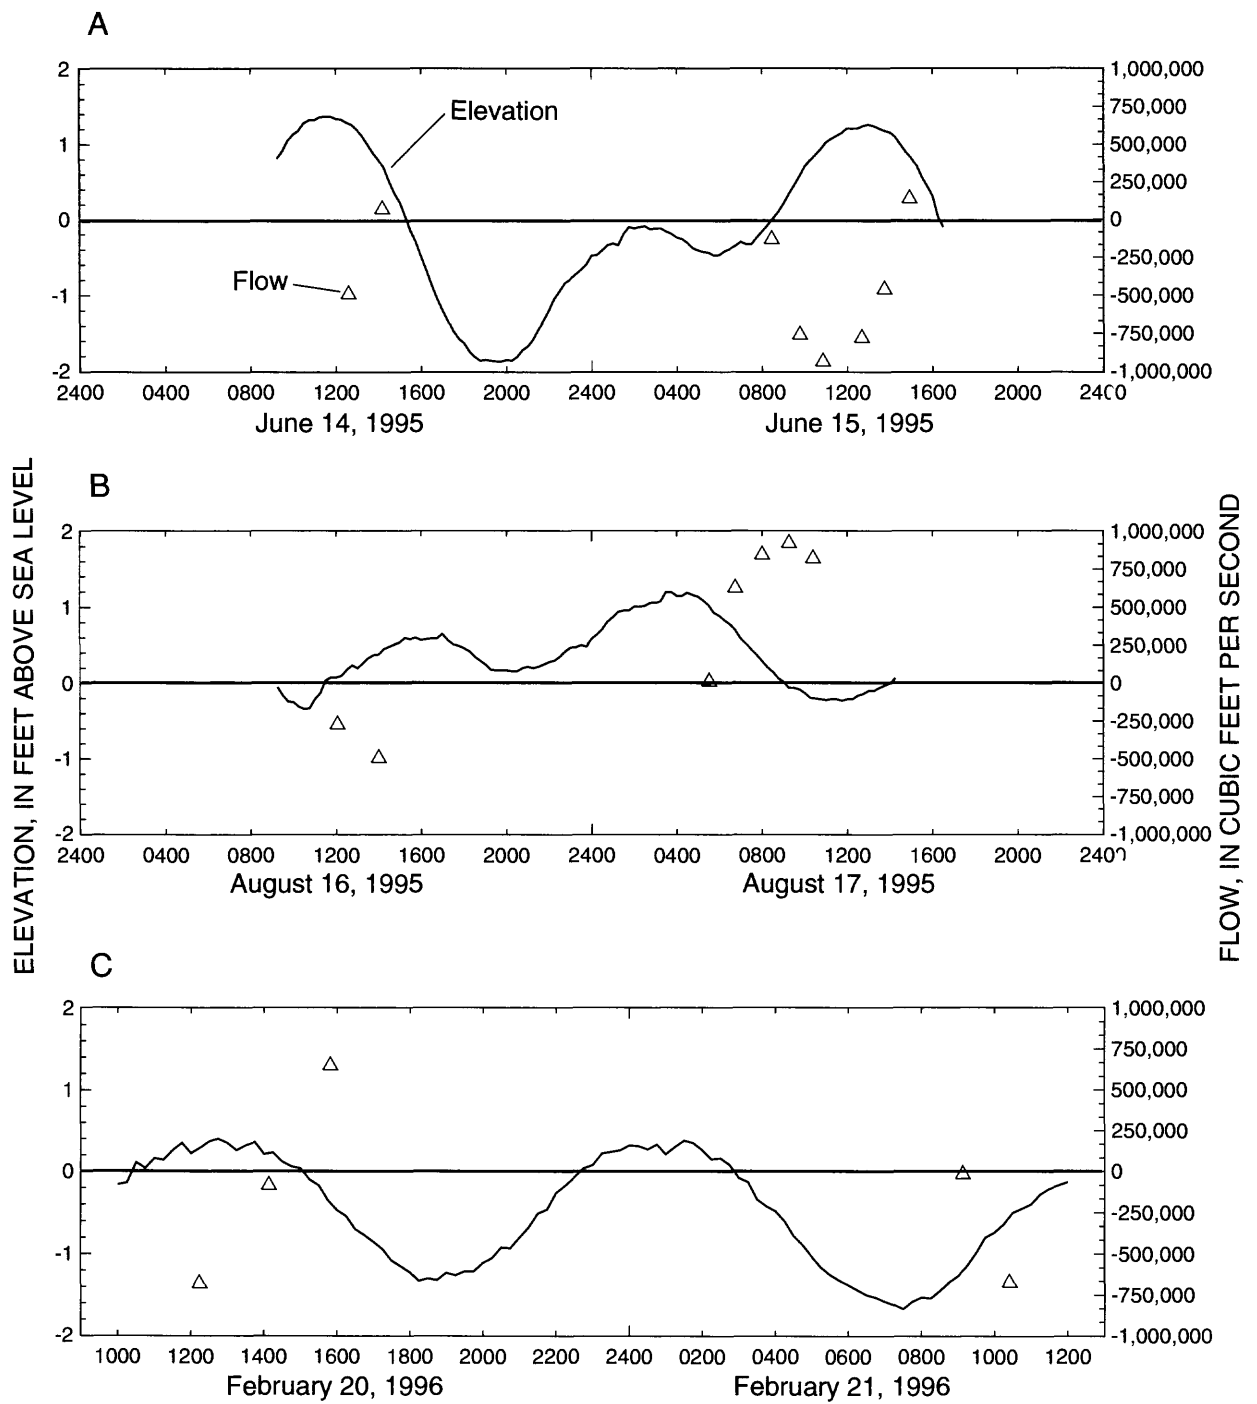 A
2 1,000,000
750,000
Elevation
1 500,000
250,000
0 0
-250,000
Flow
-1 -500,000
-750,000
-2 -1,000,000
2400 0400 0800 1200 1600 2000 2400 0400 0800 1200 1600 2000 2400
June 14, 1995 June 15, 1995
ELEVATION, IN FEET ABOVE SEA LEVEL
FLOW, IN CUBIC FEET PER SECOND
B
2 1,000,000
750,000
1 500,000
250,000
0 0
-250,000
-1 -500,000
-750,000
-2 -1,000,000
2400 0400 0800 1200 1600 2000 2400 0400 0800 1200 1600 2000 2400
August 16, 1995 August 17, 1995
C
2 1,000,000
750,000
1 500,000
250,000
0 0
-250,000
-1 -500,000
-750,000
-2 -1,000,000
1000 1200 1400 1600 1800 2000 2200 2400 0200 0400 0600 0800 1000 1200
February 20, 1996 February 21, 1996